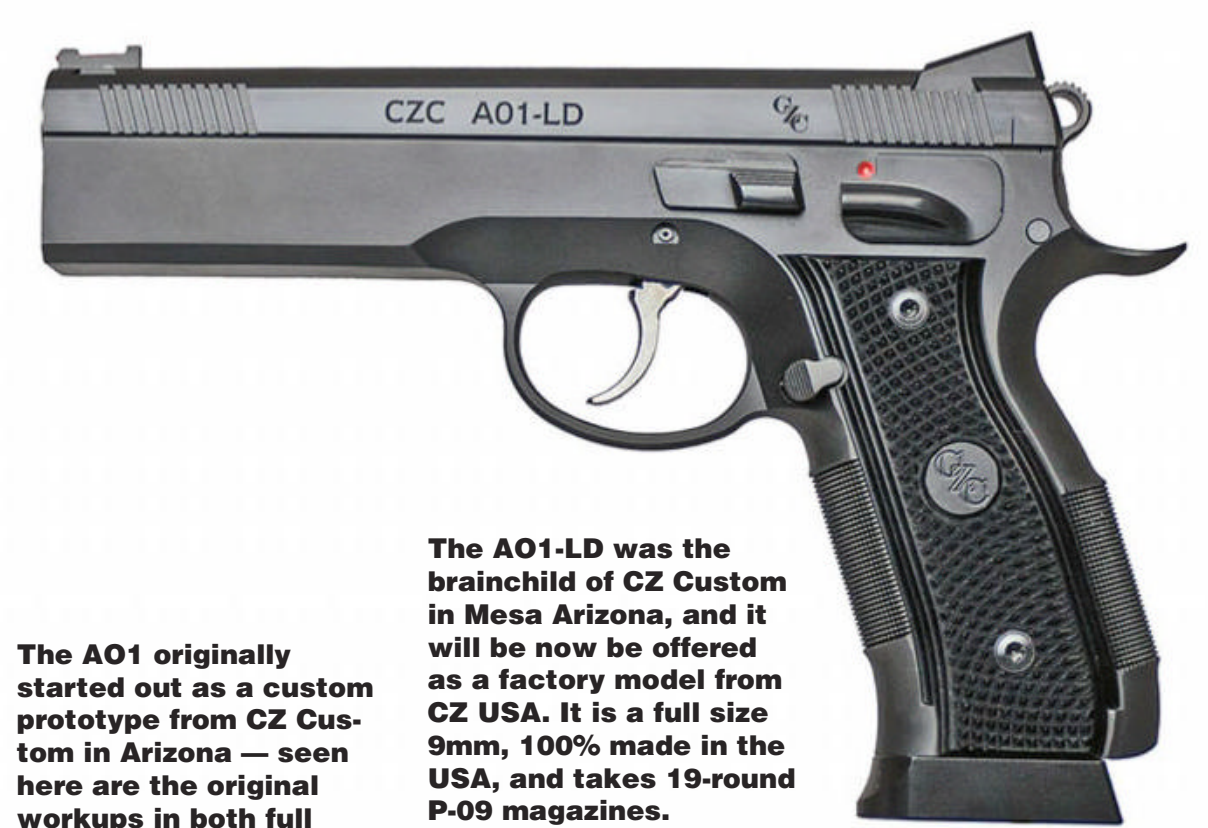 CZC A01-LD
CZC
CZC
The AO1 originally
started out as a custom
prototype from CZ Cus-
tom in Arizona — seen
here are the original
workups in both full
The AO1-LD was the
brainchild of CZ Custom
in Mesa Arizona, and it
will be now be offered
as a factory model from
CZ USA. It is a full size
9mm, 100% made in the
USA, and takes 19-round
P-09 magazines.